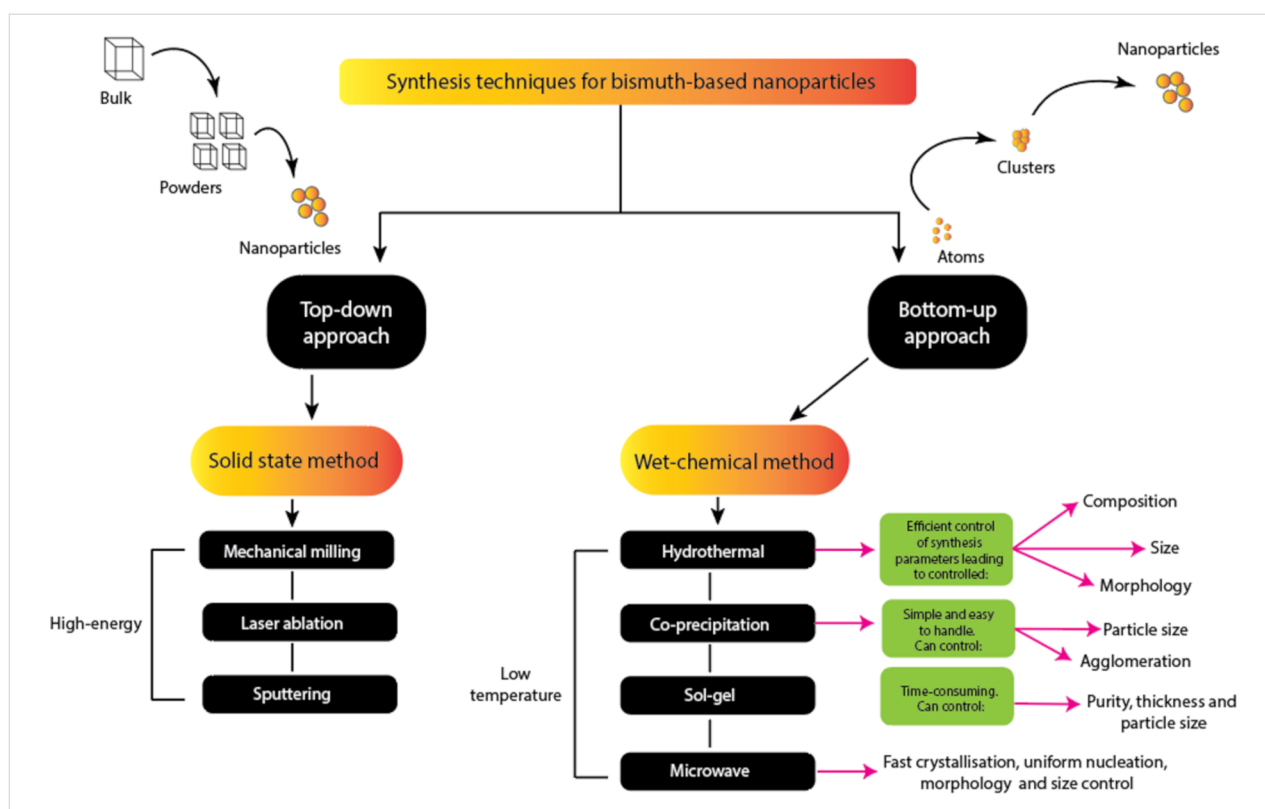 Synthesis techniques for bismuth-based nanoparticles
Bulk
Powders
Nanoparticles
Nanoparticles
Clusters
Atoms
Top-down
approach
Bottom-up
approach
Solid state method
Mechanical milling
Laser ablation
Sputtering
High-energy
Wet-chemical method
Hydrothermal
Co-precipitation
Sol-gel
Microwave
Low
temperature
Efficient control
of synthesis
parameters leading
to controlled:
Composition
Size
Morphology
Simple and easy
to handle.
Can control:
Particle size
Agglomeration
Time-consuming.
Can control:
Purity, thickness and
particle size
Fast crystallisation, uniform nucleation,
morphology and size control